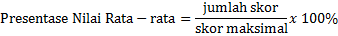 Presentase Nilai Rata − rata = jumlah skor / skor maksimal x 100%